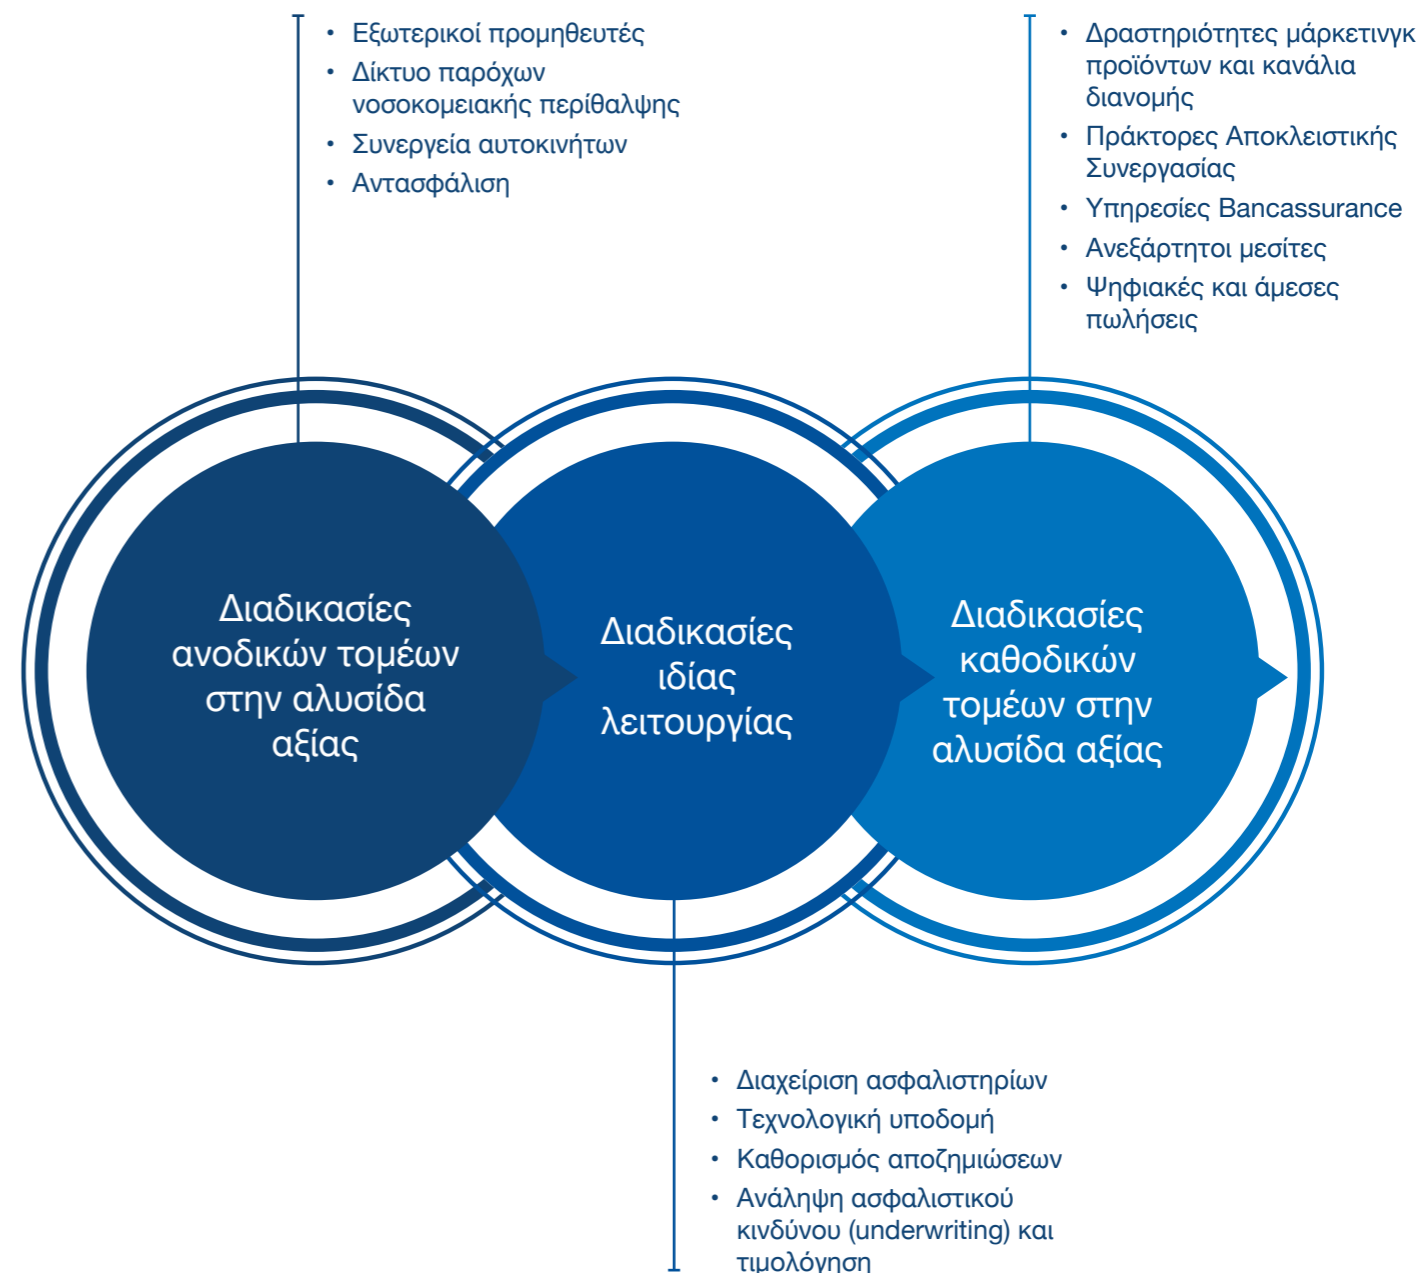 • Εξωτερικοί προμηθευτές
• Δίκτυο παρόχων
νοσοκομειακής περίθαλψης
• Συνεργεία αυτοκινήτων
• Αντασφάλιση
• Δραστηριότητες μάρκετινγκ
προϊόντων και κανάλια
διανομής
• Πράκτορες Αποκλειστικής
Συνεργασίας
• Υπηρεσίες Bancassurance
• Ανεξάρτητοι μεσίτες
• Ψηφιακές και άμεσες
πωλήσεις
Διαδικασίες
ανοδικών τομέων
στην αλυσίδα
αξίας
Διαδικασίες
ιδίας
λειτουργίας
Διαδικασίες
καθοδικών
τομέων στην
αλυσίδα αξίας
• Διαχείριση ασφαλιστηρίων
• Τεχνολογική υποδομή
• Καθορισμός αποζημιώσεων
• Ανάληψη ασφαλιστικού
κινδύνου (underwriting) και
τιμολόγηση